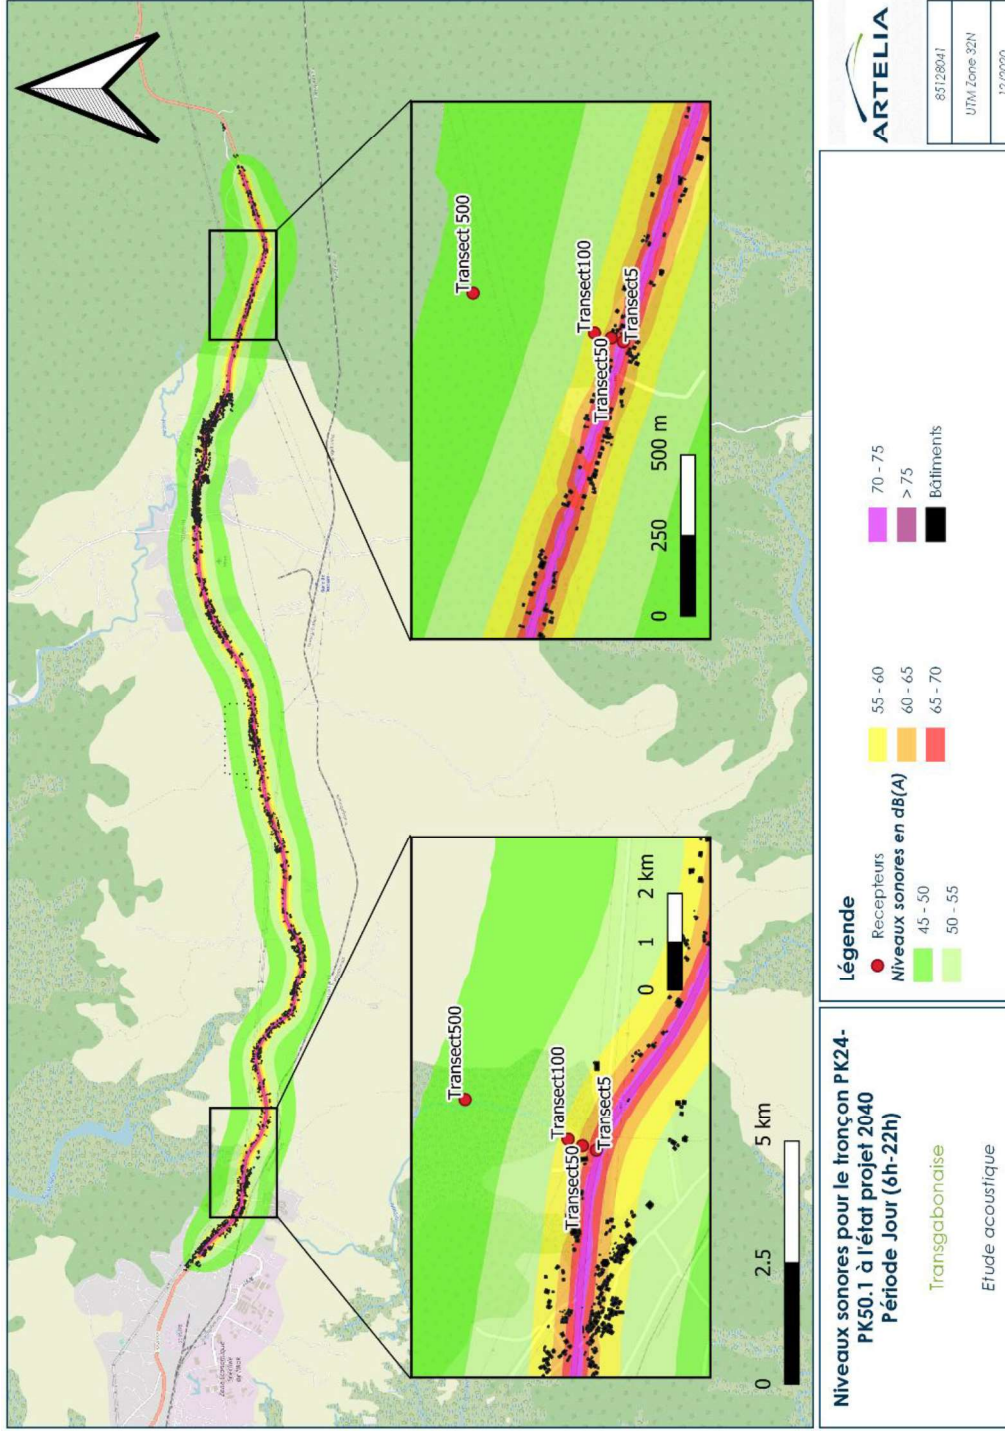 Transect500
Transect100
Transect50
Transect5
0 1 2 km
Transect 500
Transect100
Transect50
Transect5
0 250 500 m
0 2.5 5 km
Niveaux sonores pour le tronçon PK24-
PK50.1 à l'état projet 2040
Période Jour (6h-22h)
Transgabonaise
Etude acoustique
Légende
Recepteurs
Niveaux sonores en dB(A)
45 - 50
50 - 55
55 - 60
60 - 65
65 - 70
70 - 75
> 75
Bâtiments
ARTELIA
85128041
UTM Zone 32N